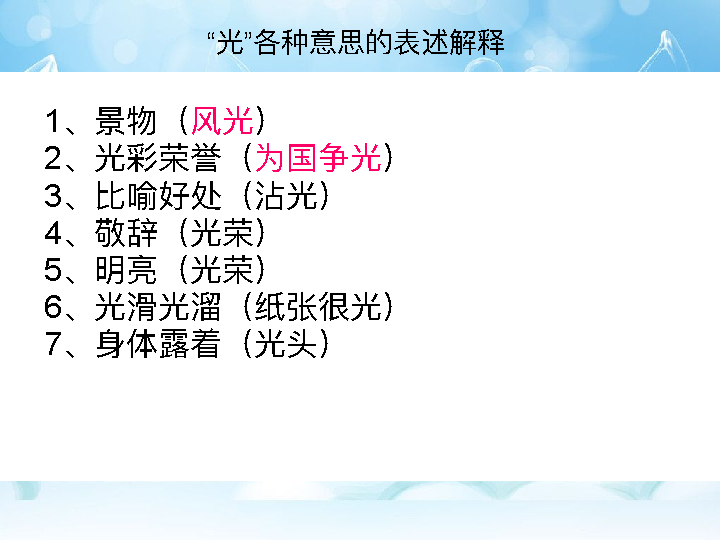 “光”各种意思的表述解释
1、景物（风光）
2、光彩荣誉（为国争光）
3、比喻好处（沾光）
4、敬辞（光荣）
5、明亮（光荣）
6、光滑光溜（纸张很光）
7、身体露着（光头）